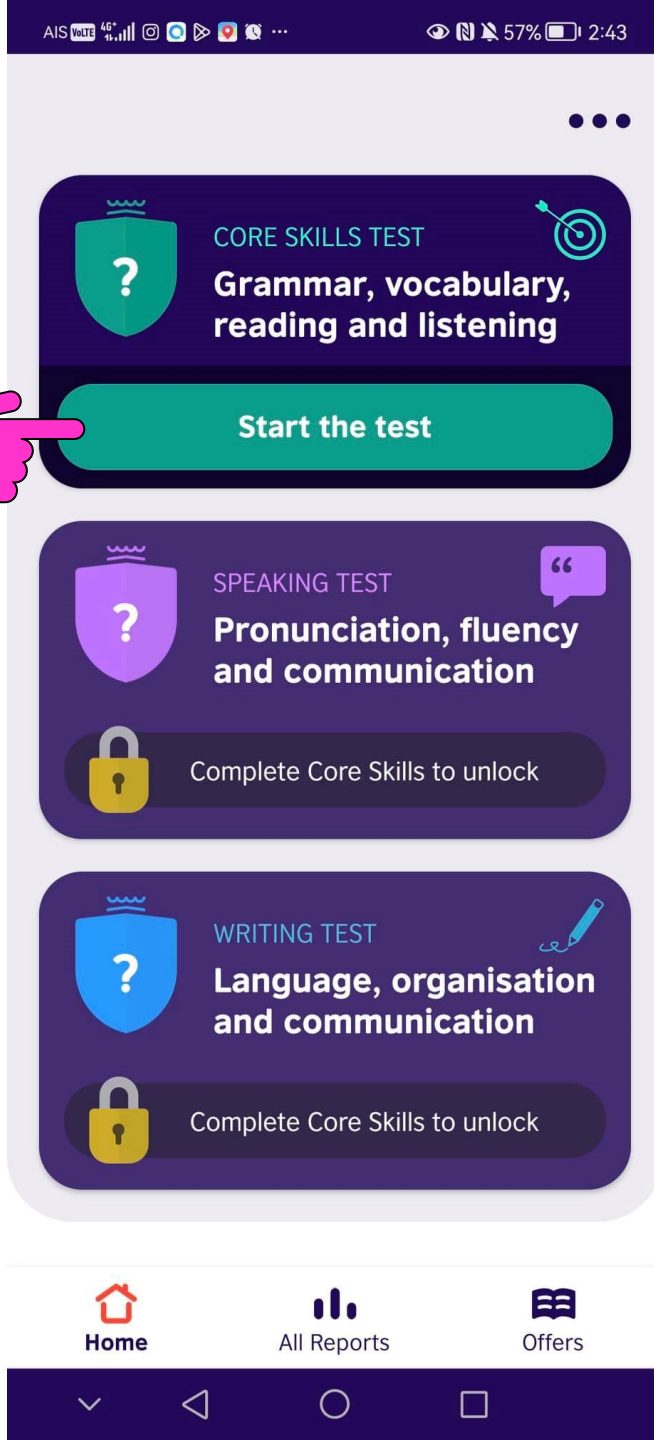 AIS VoLTE 4G+ 57% 2:43
CORE SKILLS TEST
Grammar, vocabulary,
reading and listening
Start the test
SPEAKING TEST
Pronunciation, fluency
and communication
Complete Core Skills to unlock
WRITING TEST
Language, organisation
and communication
Complete Core Skills to unlock
Home All Reports Offers